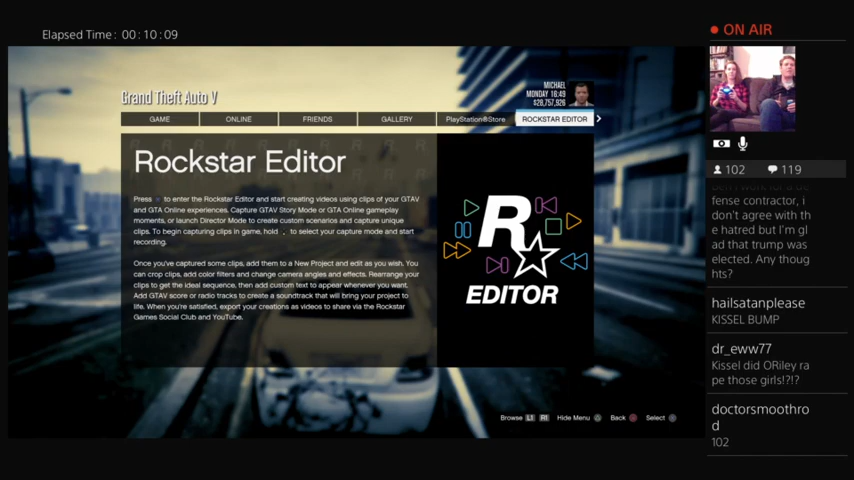 Elapsed Time: 00:10:09
ON AIR
Grand Theft Auto V
MICHAEL
MONDAY 16:49
$28,757,926
GAME
ONLINE
FRIENDS
GALLERY
PlayStation®Store
ROCKSTAR EDITOR
Rockstar Editor
Press to enter the Rockstar Editor and start creating videos using clips of your GTAV
and GTA Online experiences. Capture GTAV Story Mode or GTA Online gameplay
moments, or launch Director Mode to create custom scenarios and capture unique
clips. To begin capturing clips in game, hold , to select your capture mode and start
recording.
Once you've captured some clips, add them to a New Project and edit as you wish. You
can crop clips, add color filters and change camera angles and effects. Rearrange your
clips to get the ideal sequence, then add custom text to appear whenever you want.
Add GTAV score or radio tracks to create a soundtrack that will bring your project to
life. When you're satisfied, export your creations as videos to share via the Rockstar
Games Social Club and YouTube.
R
EDITOR
Browse L1 R1 Hide Menu Back Select
102 119
fense contractor, i
don't agree with th
e hatred but I'm gl
ad that trump was
elected. Any thoug
hts?
hailsatanplease
KISSEL BUMP
dr_eww77
Kissel did ORiley ra
pe those girls!?!?
doctorsmoothro
d
102